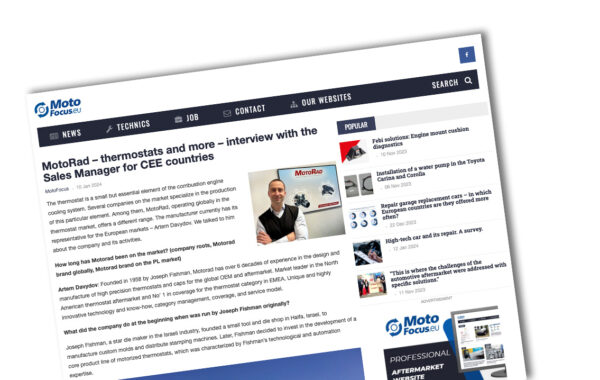 Moto
Focus.eu
f
NEWS
TECHNICS
JOB
CONTACT
OUR WEBSITES
SEARCH
MotoRad – thermostats and more – interview with the
Sales Manager for CEE countries
MotoFocus 10 Jan 2024
The thermostat is a small but essential element of the combustion engine
cooling system. Several companies on the market specialize in the production
of this particular element. Among them, MotoRad, operating globally in the
thermostat market, offers a different range. The manufacturer currently has its
representative for the European markets – Artem Davydov. We talked to him
about the company and its activities.
MotoRad
How long has Motorad been on the market? (company roots, Motorad
brand globally, Motorad brand on the PL market)
Artem Davydov: Founded in 1958 by Joseph Fishman, Motorad has over 6 decades of experience in the design and
manufacture of high precision thermostats and caps for the global OEM and aftermarket. Market leader in the North
American thermostat aftermarket and No' 1 in coverage for the thermostat category in EMEA. Unique and highly
innovative technology and know-how, category management, coverage, and service model.
What did the company do at the beginning when was run by Joseph Fishman originally?
Joseph Fishman, a star die maker in the Israeli industry, founded a small tool and die shop in Haifa, Israel, to
manufacture custom molds and distribute stamping machines. Later, Fishman decided to invest in the development of a
core product line of motorized thermostats, which was characterized by Fishman's technological and automation
expertise.
POPULAR
Febi solutions: Engine mount cushion
diagnostics
10 Nov 2023
Installation of a water pump in the Toyota
Carina and Corolla
09 Nov 2023
Repair garage replacement cars – in which
European countries are they offered more
often?
22 Dec 2023
High-tech car and its repair. A survey.
12 Jan 2024
"This is where the challenges of the
automotive aftermarket were addressed with
specific solutions."
11 Nov 2023
ADVERTISEMENT
Moto
Focus.eu
PROFESSIONAL
AFTERMARKET
WEBSITE